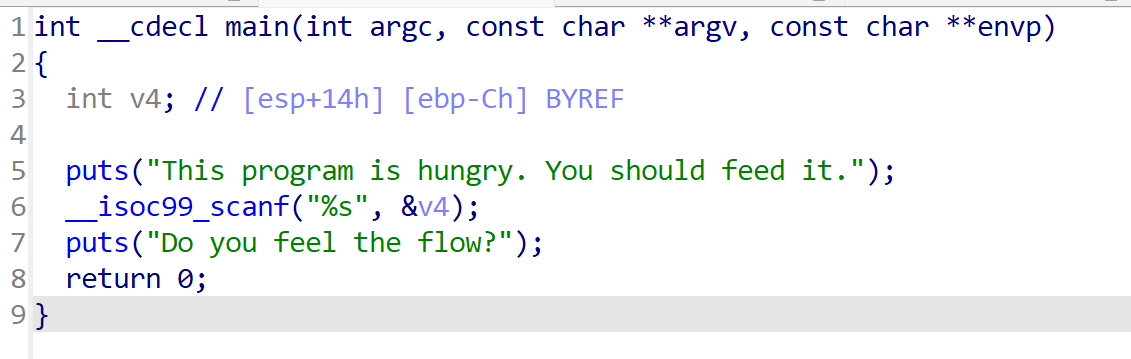 1 int __cdecl main(int argc, const char **argv, const char **envp)
2 {
3   int v4; // [esp+14h] [ebp-Ch] BYREF
4
5   puts("This program is hungry. You should feed it.");
6   __isoc99_scanf("%s", &v4);
7   puts("Do you feel the flow?");
8   return 0;
9 }